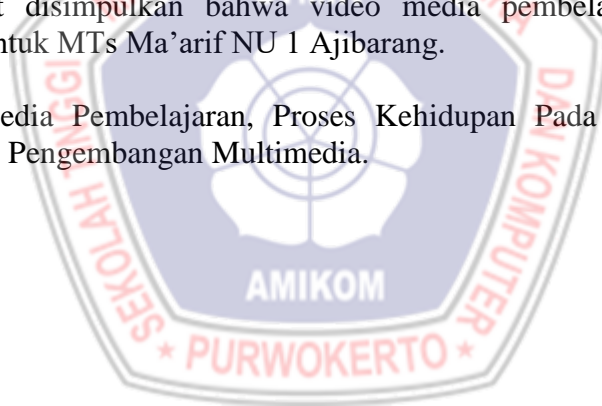 t disimpulkan bahwa video media pembela
ntuk MTs Ma’arif NU 1 Ajibarang.
edia Pembelajaran, Proses Kehidupan Pada
Pengembangan Multimedia.
SEKOLAH TINGGI
DAN KOMPUTER
AMIKOM
* PURWOKERTO *